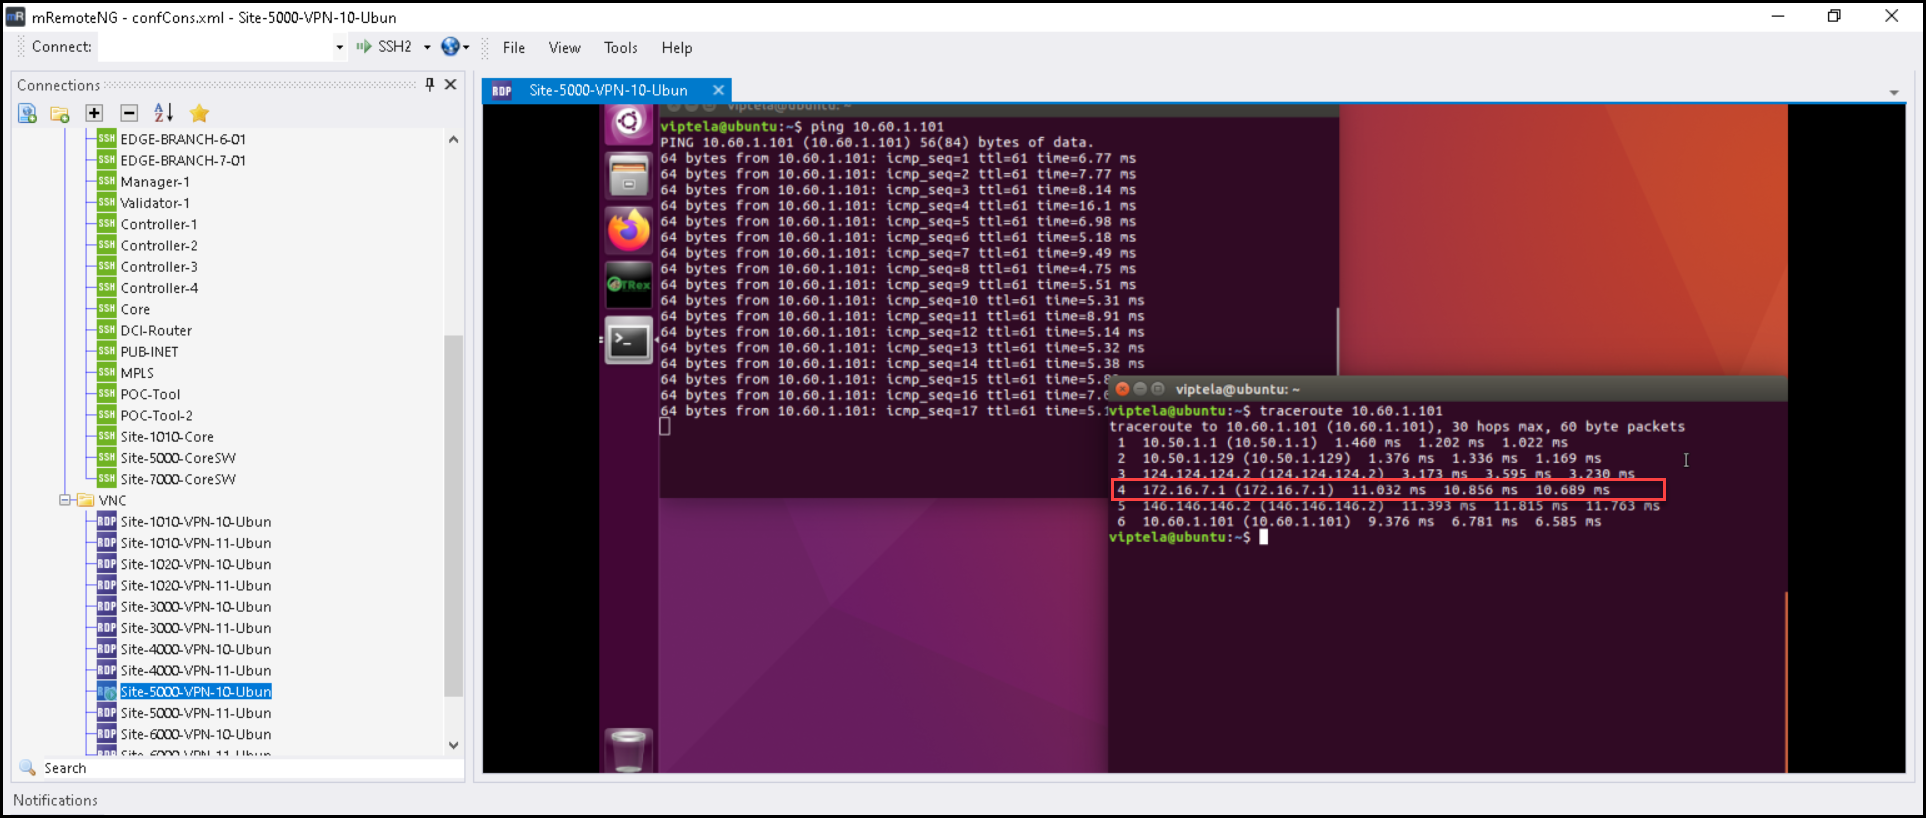 mRemoteNG - confCons.xml - Site-5000-VPN-10-Ubun
Connect: SSH2 File View Tools Help
Connections
RDP Site-5000-VPN-10-Ubun
SSH EDGE-BRANCH-6-01
SSH EDGE-BRANCH-7-01
SSH Manager-1
SSH Validator-1
SSH Controller-1
SSH Controller-2
SSH Controller-3
SSH Controller-4
SSH Core
SSH DCI-Router
SSH PUB-INET
SSH MPLS
SSH POC-Tool
SSH POC-Tool-2
SSH Site-1010-Core
SSH Site-5000-CoreSW
SSH Site-7000-CoreSW
VNC
RDP Site-1010-VPN-10-Ubun
RDP Site-1010-VPN-11-Ubun
RDP Site-1020-VPN-10-Ubun
RDP Site-1020-VPN-11-Ubun
RDP Site-3000-VPN-10-Ubun
RDP Site-3000-VPN-11-Ubun
RDP Site-4000-VPN-10-Ubun
RDP Site-4000-VPN-11-Ubun
Site-5000-VPN-10-Ubun
RDP Site-5000-VPN-11-Ubun
RDP Site-6000-VPN-10-Ubun
RDP Site-6000-VPN-11-Ubun
Search
Notifications
TRex
viptela@ubuntu: ~
viptela@ubuntu:~$ ping 10.60.1.101
PING 10.60.1.101 (10.60.1.101) 56(84) bytes of data.
64 bytes from 10.60.1.101: icmp_seq=1 ttl=61 time=6.77 ms
64 bytes from 10.60.1.101: icmp_seq=2 ttl=61 time=7.77 ms
64 bytes from 10.60.1.101: icmp_seq=3 ttl=61 time=8.14 ms
64 bytes from 10.60.1.101: icmp_seq=4 ttl=61 time=16.1 ms
64 bytes from 10.60.1.101: icmp_seq=5 ttl=61 time=6.98 ms
64 bytes from 10.60.1.101: icmp_seq=6 ttl=61 time=5.18 ms
64 bytes from 10.60.1.101: icmp_seq=7 ttl=61 time=9.49 ms
64 bytes from 10.60.1.101: icmp_seq=8 ttl=61 time=4.75 ms
64 bytes from 10.60.1.101: icmp_seq=9 ttl=61 time=5.51 ms
64 bytes from 10.60.1.101: icmp_seq=10 ttl=61 time=5.31 ms
64 bytes from 10.60.1.101: icmp_seq=11 ttl=61 time=8.91 ms
64 bytes from 10.60.1.101: icmp_seq=12 ttl=61 time=5.14 ms
64 bytes from 10.60.1.101: icmp_seq=13 ttl=61 time=5.32 ms
64 bytes from 10.60.1.101: icmp_seq=14 ttl=61 time=5.38 ms
64 bytes from 10.60.1.101: icmp_seq=15 ttl=61 time=5.8
64 bytes from 10.60.1.101: icmp_seq=16 ttl=61 time=7.
64 bytes from 10.60.1.101: icmp_seq=17 ttl=61 time=5.1
viptela@ubuntu: ~
viptela@ubuntu:~$ traceroute 10.60.1.101
traceroute to 10.60.1.101 (10.60.1.101), 30 hops max, 60 byte packets
1 10.50.1.1 (10.50.1.1) 1.460 ms 1.202 ms 1.022 ms
2 10.50.1.129 (10.50.1.129) 1.376 ms 1.336 ms 1.169 ms
3 124.124.124.2 (124.124.124.2) 3.173 ms 3.595 ms 3.230 ms
4 172.16.7.1 (172.16.7.1) 11.032 ms 10.856 ms 10.689 ms
5 146.146.146.2 (146.146.146.2) 11.393 ms 11.815 ms 11.763 ms
6 10.60.1.101 (10.60.1.101) 9.376 ms 6.781 ms 6.585 ms
viptela@ubuntu:~$